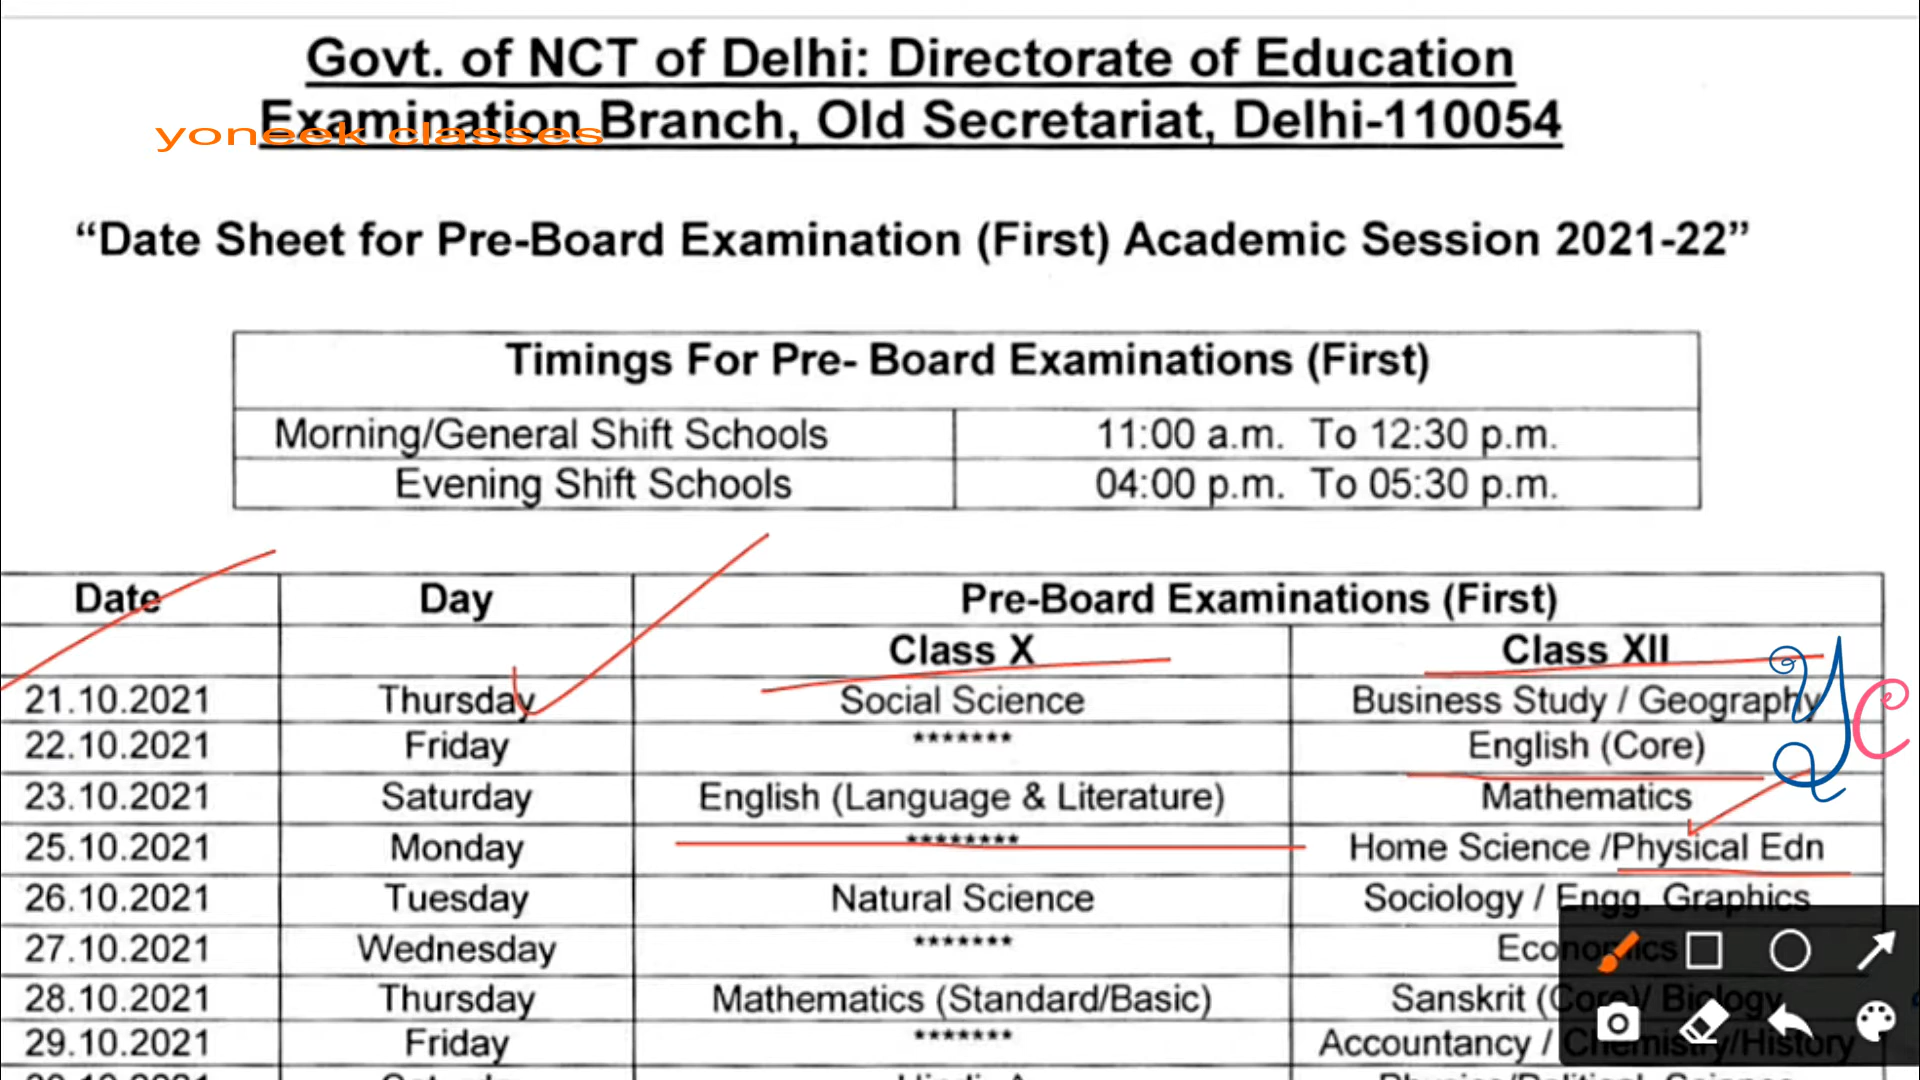 Govt. of NCT of Delhi: Directorate of Education
Examination Branch, Old Secretariat, Delhi-110054
yoneek classes
“Date Sheet for Pre-Board Examination (First) Academic Session 2021-22”
Timings For Pre- Board Examinations (First)
Morning/General Shift Schools 11:00 a.m. To 12:30 p.m.
Evening Shift Schools 04:00 p.m. To 05:30 p.m.
Date Day Pre-Board Examinations (First)
Class X Class XII
21.10.2021 Thursday Social Science Business Study / Geography
22.10.2021 Friday ******* English (Core)
23.10.2021 Saturday English (Language & Literature) Mathematics
25.10.2021 Monday ******** Home Science /Physical Edn
26.10.2021 Tuesday Natural Science Sociology / Engg. Graphics
27.10.2021 Wednesday ******* Economics
28.10.2021 Thursday Mathematics (Standard/Basic) Sanskrit (Core)/ Biology
29.10.2021 Friday ******* Accountancy / Chemistry/History
YC